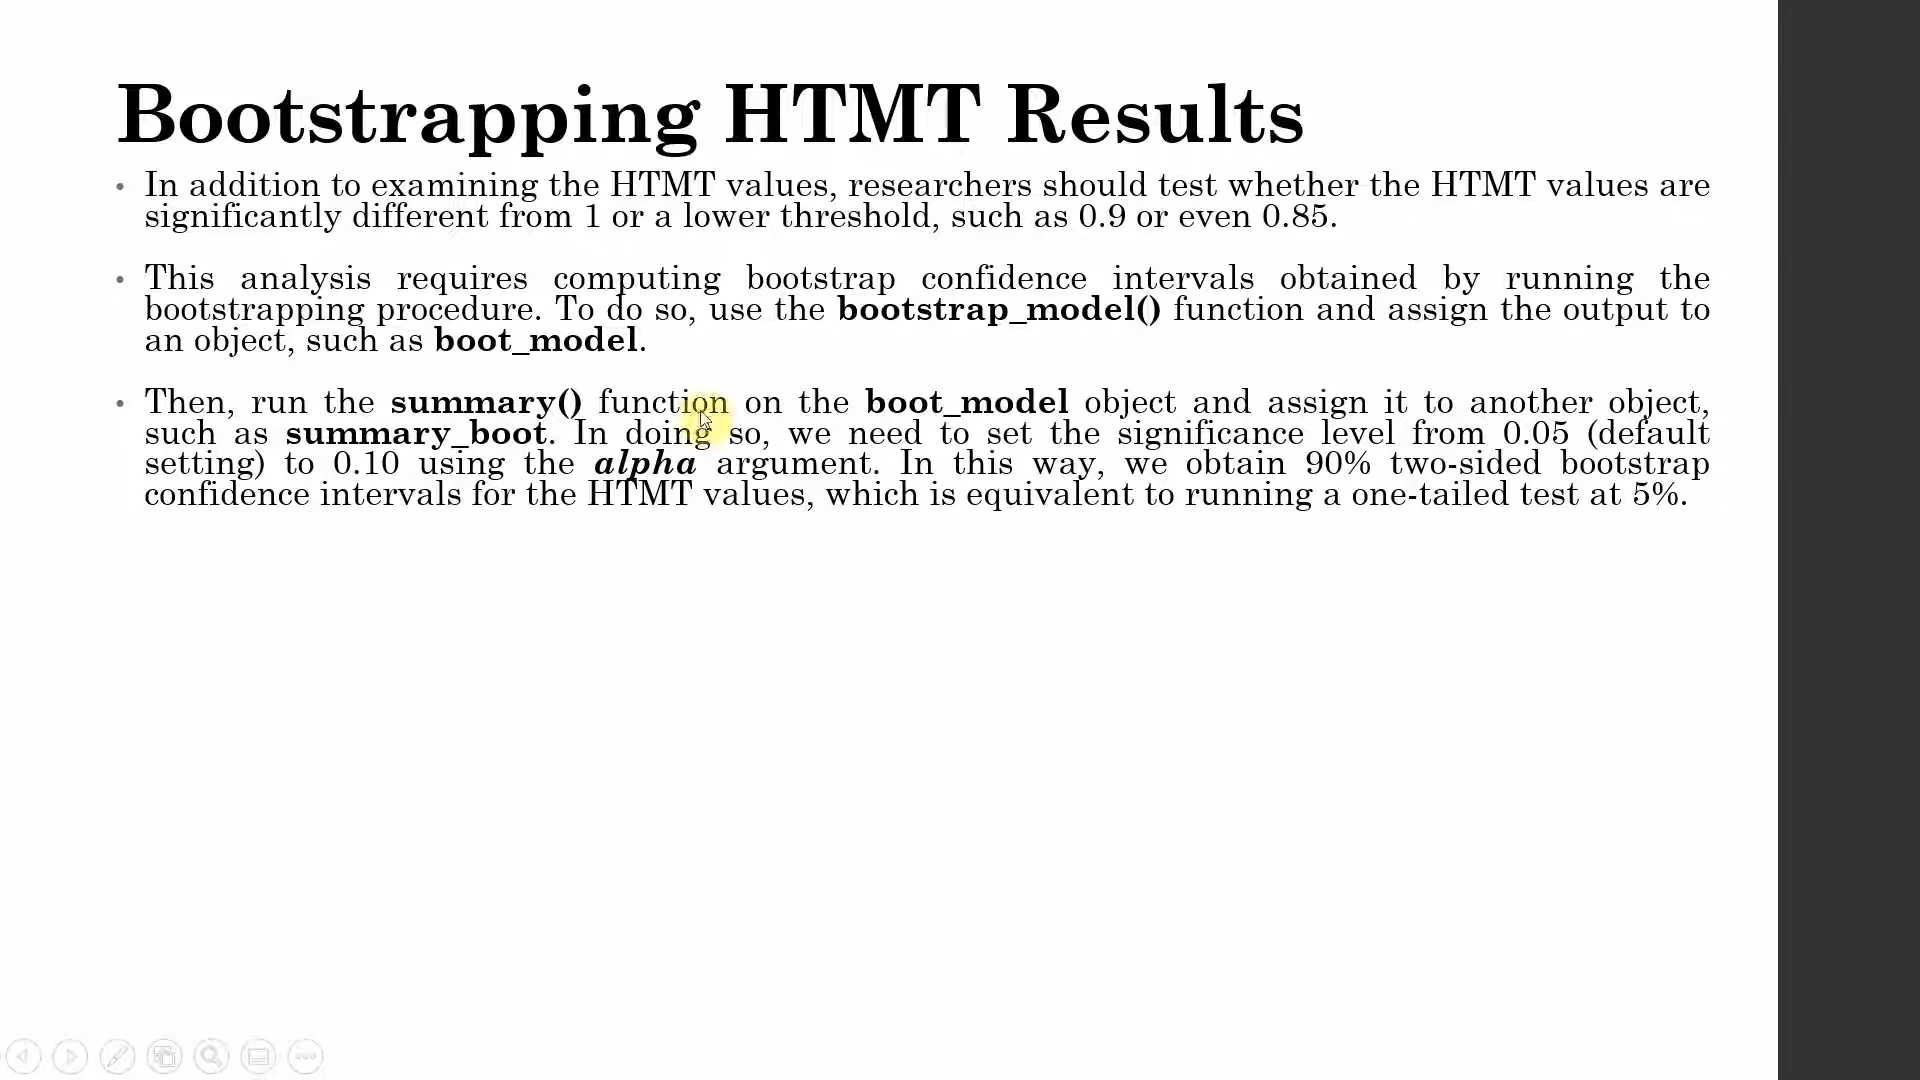 Bootstrapping HTMT Results
• In addition to examining the HTMT values, researchers should test whether the HTMT values are
significantly different from 1 or a lower threshold, such as 0.9 or even 0.85.
• This analysis requires computing bootstrap confidence intervals obtained by running the
bootstrapping procedure. To do so, use the bootstrap_model() function and assign the output to
an object, such as boot_model.
• Then, run the summary() function on the boot_model object and assign it to another object,
such as summary_boot. In doing so, we need to set the significance level from 0.05 (default
setting) to 0.10 using the alpha argument. In this way, we obtain 90% two-sided bootstrap
confidence intervals for the HTMT values, which is equivalent to running a one-tailed test at 5%.